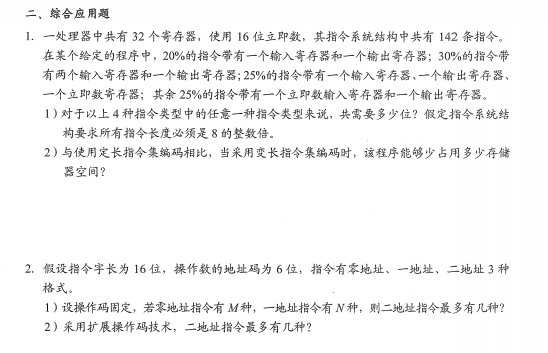 二、综合应用题
1. 一处理器中共有 32 个寄存器，使用 16 位立即数，其指令系统结构中共有 142 条指令。
在某个给定的程序中，20%的指令带有一个输入寄存器和一个输出寄存器；30%的指令带
有两个输入寄存器和一个输出寄存器；25%的指令带有一个输入寄存器、一个输出寄存器、
一个立即数寄存器；其余 25%的指令带有一个立即数输入寄存器和一个输出寄存器。
1）对于以上 4 种指令类型中的任意一种指令类型来说，共需要多少位？假定指令系统结
构要求所有指令长度必须是 8 的整数倍。
2）与使用定长指令集编码相比，当采用变长指令集编码时，该程序能够少占用多少存储
器空间？
2. 假设指令字长为 16 位，操作数的地址码为 6 位，指令有零地址、一地址、二地址 3 种
格式。
1）设操作码固定，若零地址指令有 M 种，一地址指令有 N 种，则二地址指令最多有几种？
2）采用扩展操作码技术，二地址指令最多有几种？